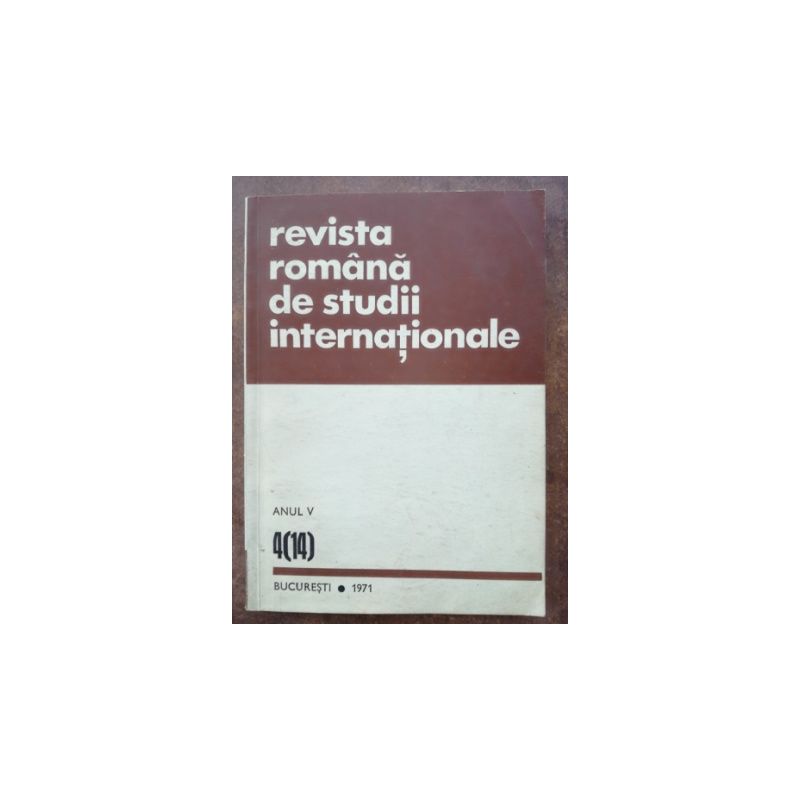 revista
română
de studii
internaționale
ANUL V
4(14)
BUCUREȘTI ● 1971